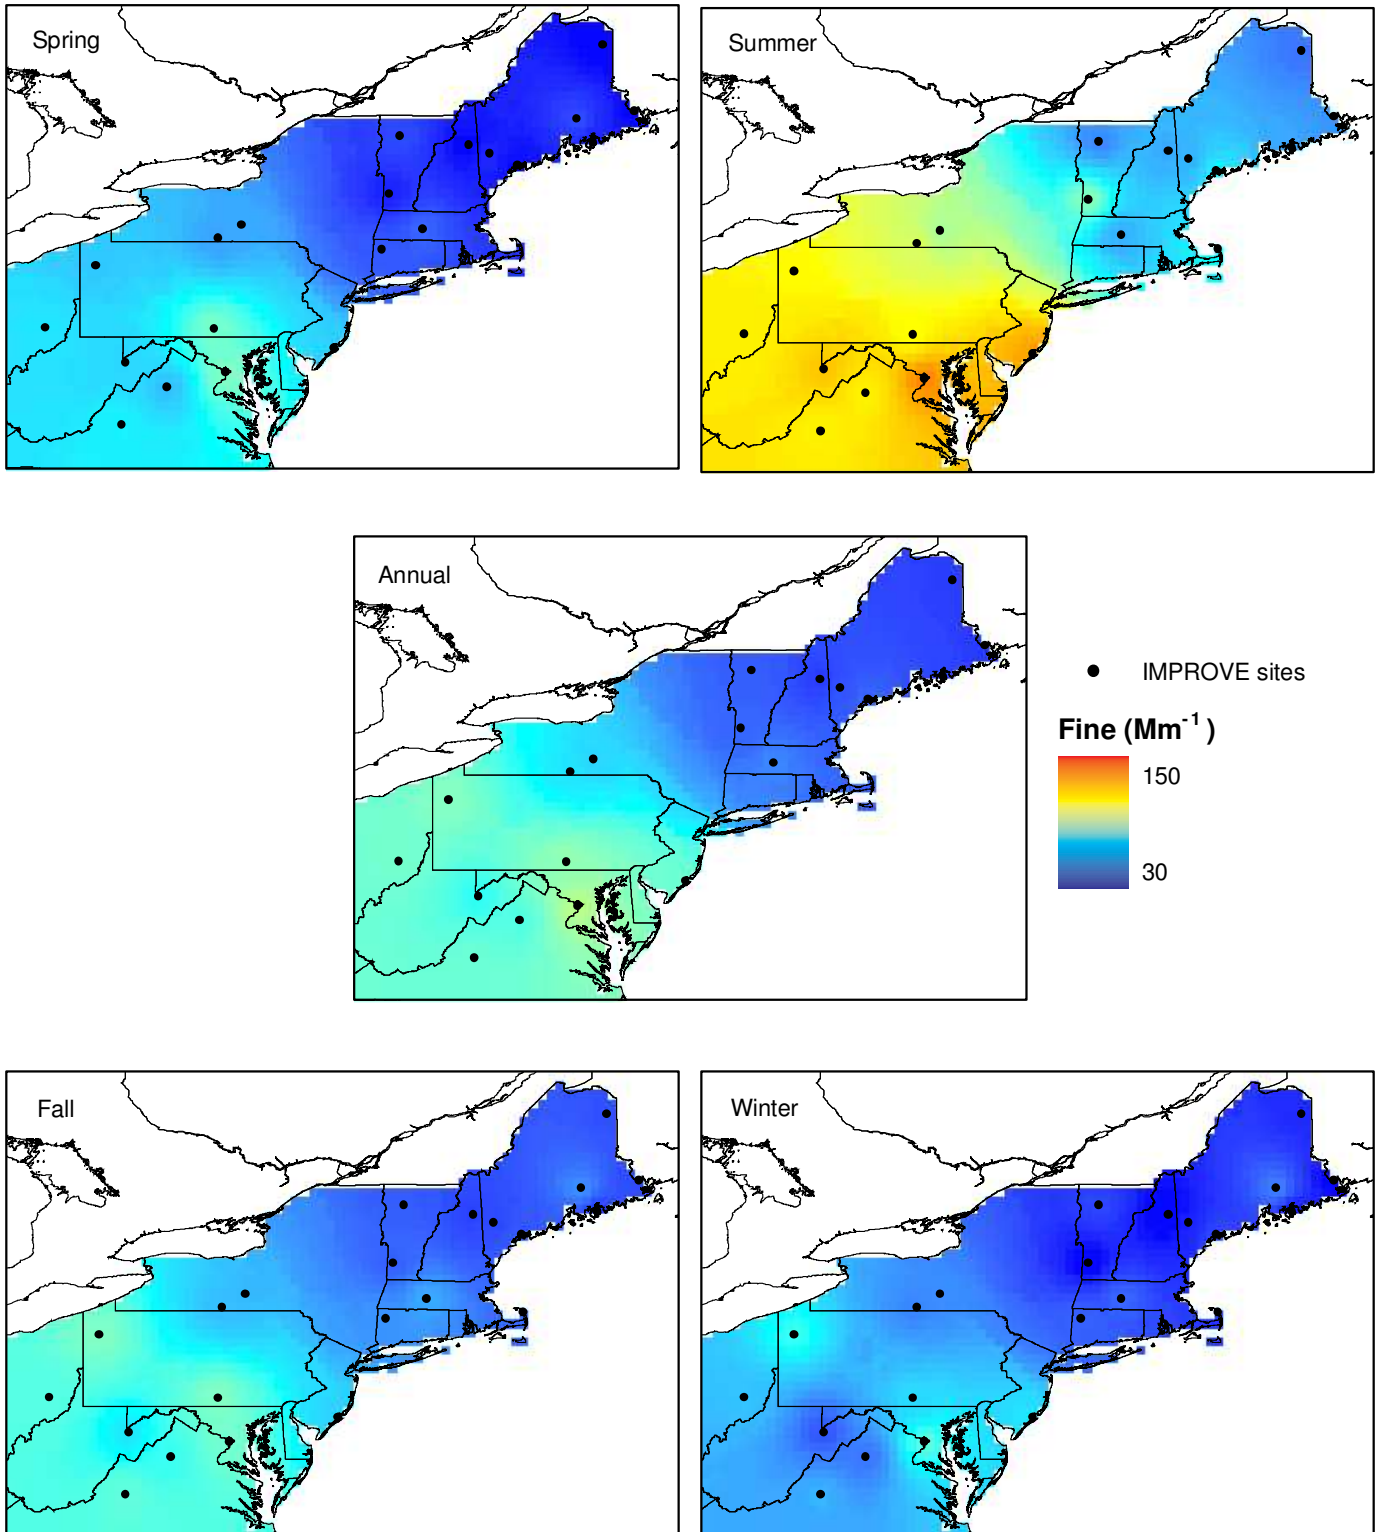 Spring
Summer
Annual
IMPROVE sites
Fine (Mm⁻¹)
150
30
Fall
Winter